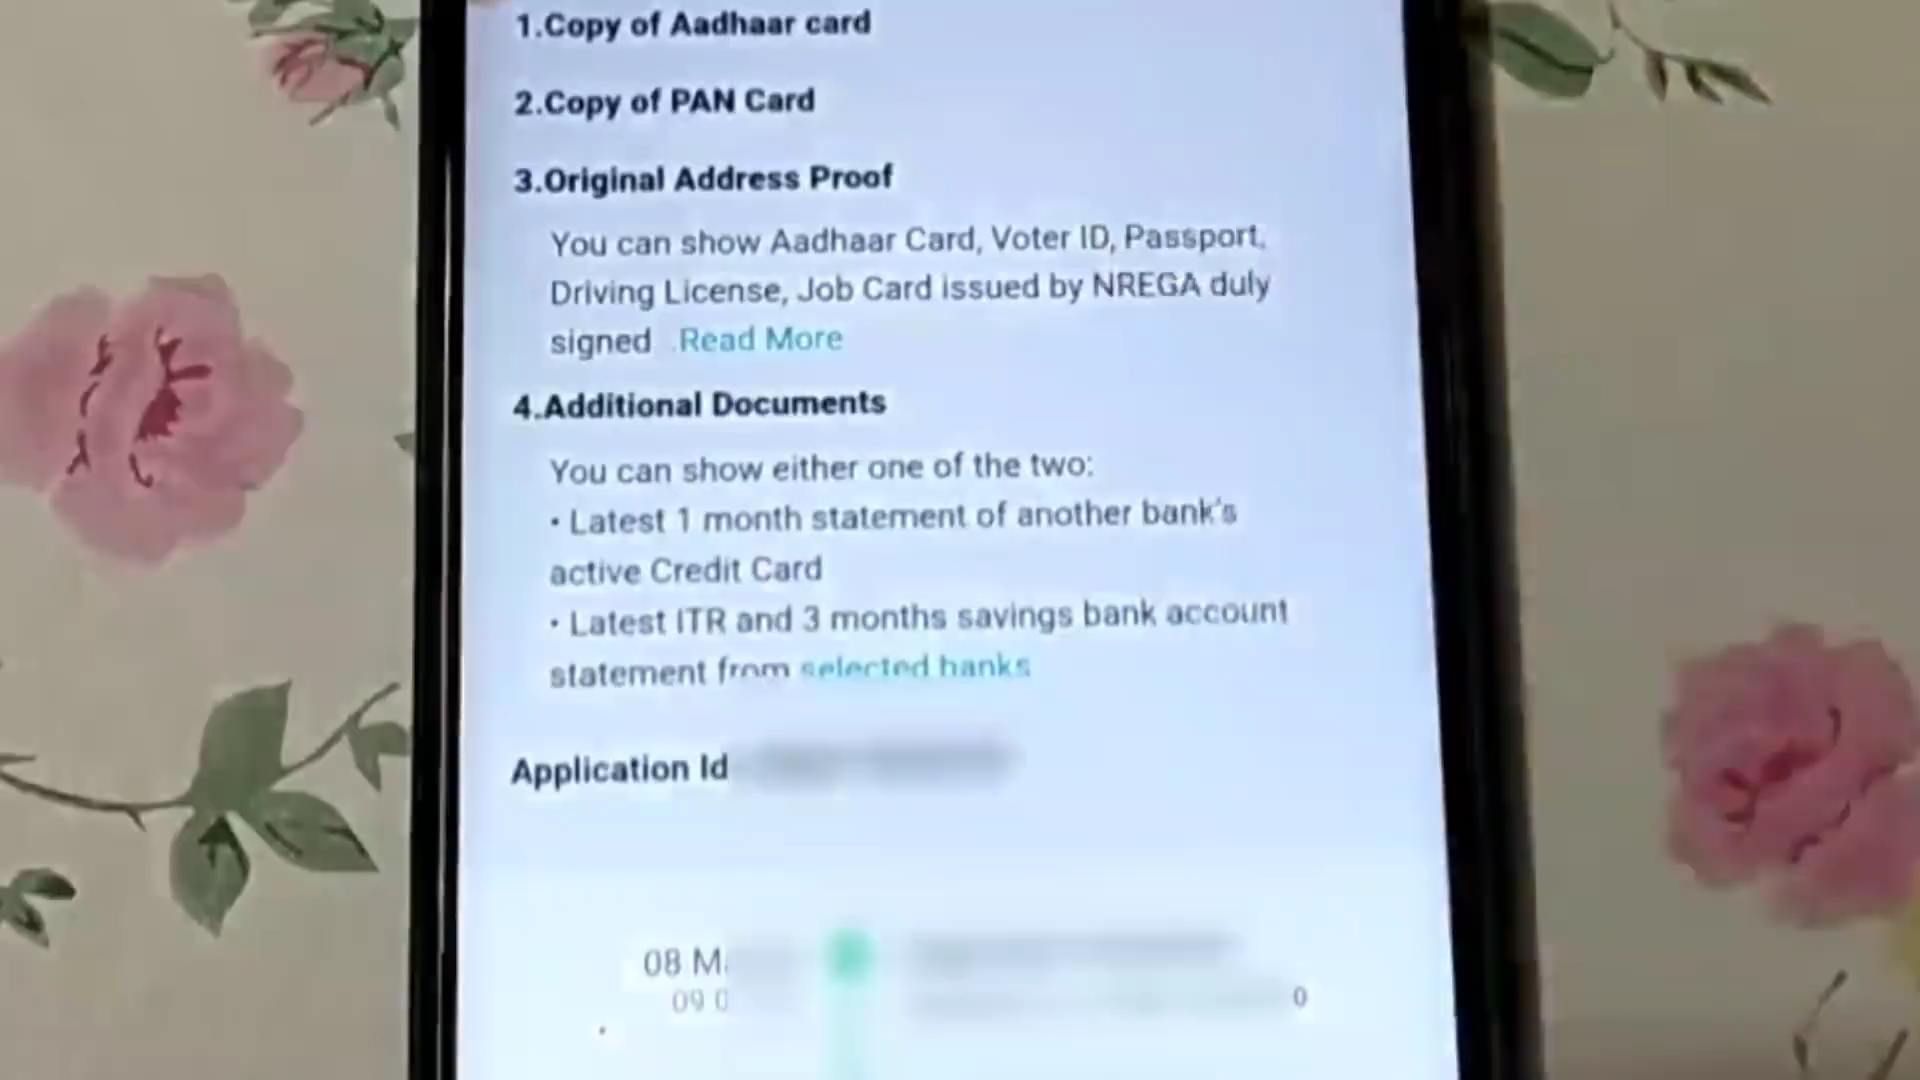 1.Copy of Aadhaar card
2.Copy of PAN Card
3.Original Address Proof
You can show Aadhaar Card, Voter ID, Passport,
Driving License, Job Card issued by NREGA duly
signed .Read More
4.Additional Documents
You can show either one of the two:
• Latest 1 month statement of another bank's
active Credit Card
• Latest ITR and 3 months savings bank account
statement from selected banks
Application Id
08
09
0